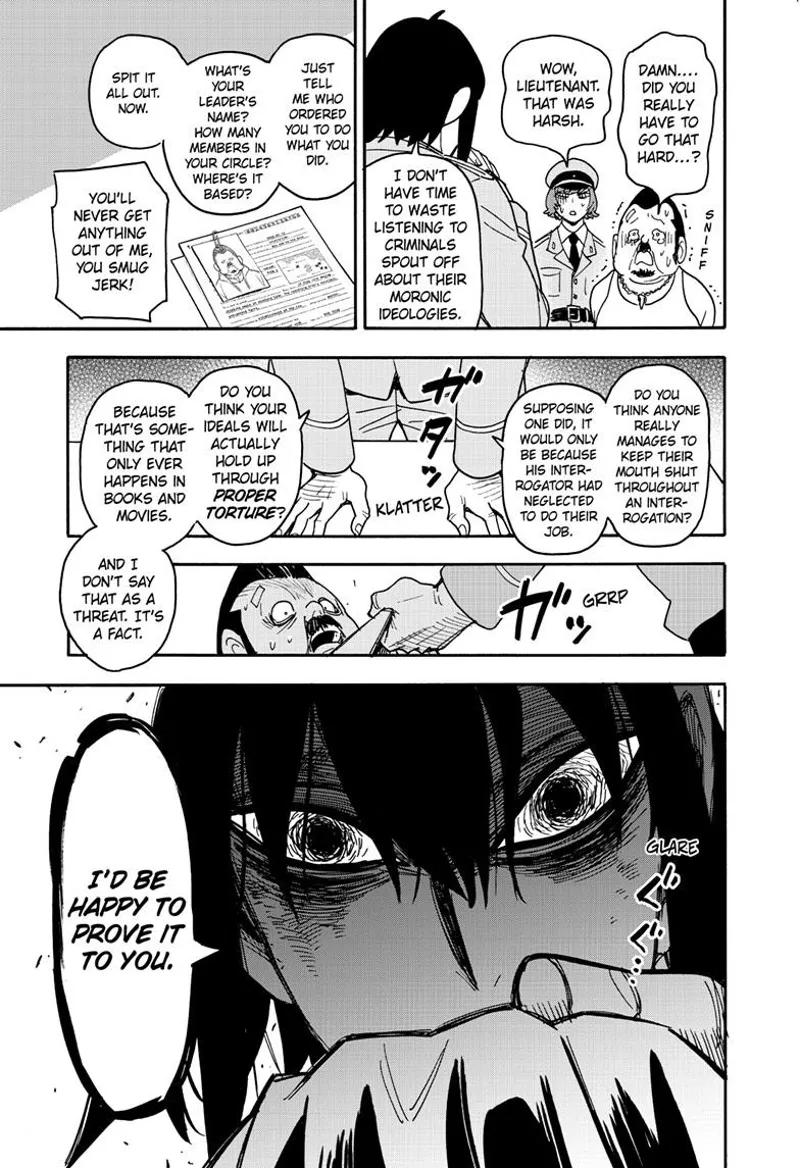 DAMN....
DID YOU
REALLY
HAVE TO
GO THAT
HARD...?
SNIFF
WOW,
LIEUTENANT.
THAT WAS
HARSH.
I DON'T
HAVE TIME
TO WASTE
LISTENING TO
CRIMINALS
SPOUT OFF
ABOUT THEIR
MORONIC
IDEOLOGIES.
JUST
TELL
ME WHO
ORDERED
YOU TO DO
WHAT YOU
DID.
WHAT'S
YOUR
LEADER'S
NAME?
HOW MANY
MEMBERS IN
YOUR CIRCLE?
WHERE'S IT
BASED?
SPIT IT
ALL OUT.
NOW.
YOU'LL
NEVER GET
ANYTHING
OUT OF ME,
YOU SMUG
JERK!
DO YOU
THINK ANYONE
REALLY
MANAGES TO
KEEP THEIR
MOUTH SHUT
THROUGHOUT
AN INTER-
ROGATION?
SUPPOSING
ONE DID, IT
WOULD ONLY
BE BECAUSE
HIS INTER-
ROGATOR HAD
NEGLECTED
TO DO THEIR
JOB.
ガタッ
KLATTER
DO YOU
THINK YOUR
IDEALS WILL
ACTUALLY
HOLD UP
THROUGH
PROPER
TORTURE?
BECAUSE
THAT'S SOME-
THING THAT
ONLY EVER
HAPPENS IN
BOOKS AND
MOVIES.
GRRP
ガッ
AND I
DON'T SAY
THAT AS A
THREAT. IT'S
A FACT.
GLARE
ぐぐ...
I'D BE
HAPPY TO
PROVE IT
TO YOU.